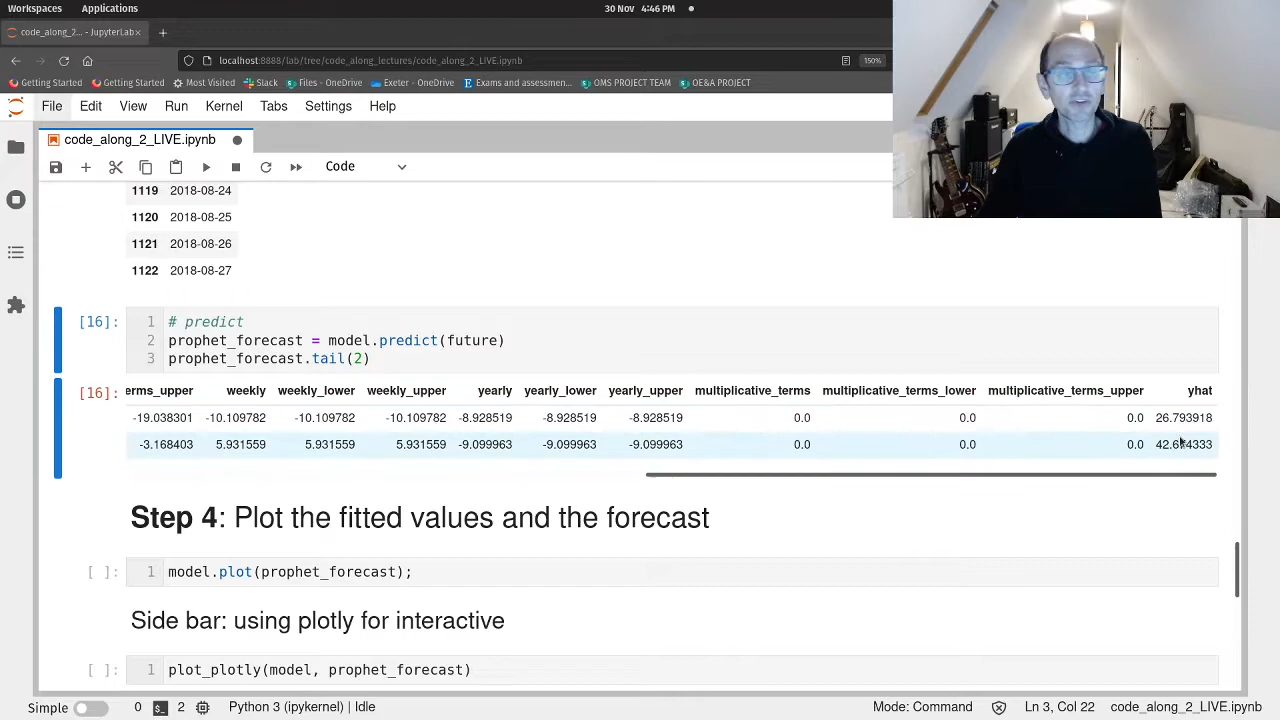 Workspaces Applications 30 Nov 4:46 PM
code_along_2... - JupyterLab
localhost:8888/lab/tree/code_along_lectures/code_along_2_LIVE.ipynb 150%
Getting Started Getting Started Most Visited Slack Files - OneDrive Exeter - OneDrive Exams and assessmen... OMS PROJECT TEAM OE&A PROJECT
File Edit View Run Kernel Tabs Settings Help
code_along_2_LIVE.ipynb
Code
1119 2018-08-24
1120 2018-08-25
1121 2018-08-26
1122 2018-08-27
[16]: 1 # predict
2 prophet_forecast = model.predict(future)
3 prophet_forecast.tail(2)
[16]: erms_upper weekly weekly_lower weekly_upper yearly yearly_lower yearly_upper multiplicative_terms multiplicative_terms_lower multiplicative_terms_upper yhat
-19.038301 -10.109782 -10.109782 -10.109782 -8.928519 -8.928519 -8.928519 0.0 0.0 0.0 26.793918
-3.168403 5.931559 5.931559 5.931559 -9.099963 -9.099963 -9.099963 0.0 0.0 0.0
Step 4: Plot the fitted values and the forecast
[ ]: 1 model.plot(prophet_forecast);
Side bar: using plotly for interactive
[ ]: 1 plot_plotly(model, prophet_forecast)
Simple 0 2 Python 3 (ipykernel) | Idle Mode: Command Ln 3, Col 22 code_along_2_LIVE.ipynb